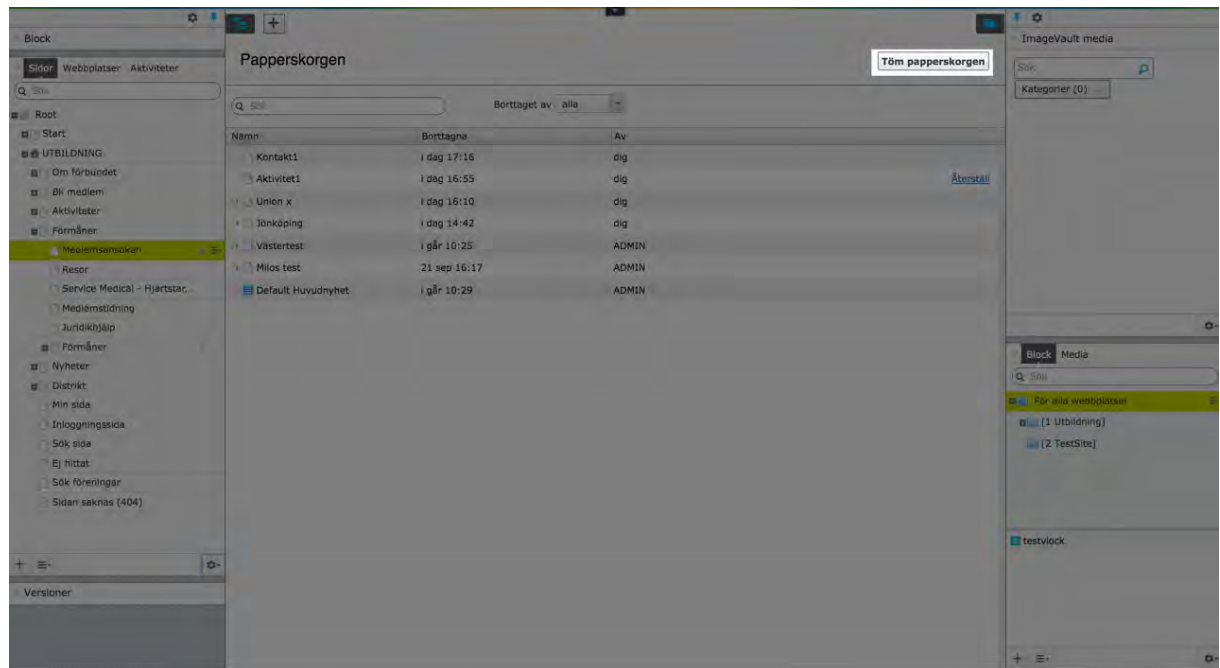 Block
Sidor Webbplatser Aktiviteter
Sök
Root
Start
UTBILDNING
Om förbundet
Bli medlem
Aktiviteter
Förmåner
Medlemsansökan
Resor
Service Medical - Hjärtstar...
Medlemstidning
Juridikhjälp
Förmåner
Nyheter
Distrikt
Min sida
Inloggningssida
Sök sida
Ej hittat
Sök föreningar
Sidan saknas (404)
Versioner
Papperskorgen
Töm papperskorgen
Sök
Borttaget av alla
Namn Borttagna Av
Kontakt1 i dag 17:16 dig
Aktivitet1 i dag 16:55 dig Återställ
Union x i dag 16:10 dig
Jönköping i dag 14:42 dig
Västertest i går 10:25 ADMIN
Milos test 21 sep 16:17 ADMIN
Default Huvudnyhet i går 10:29 ADMIN
ImageVault media
Sök
Kategorier (0)
Block Media
Sök
För alla webbplatser
[1 Utbildning]
[2 TestSite]
testvlock